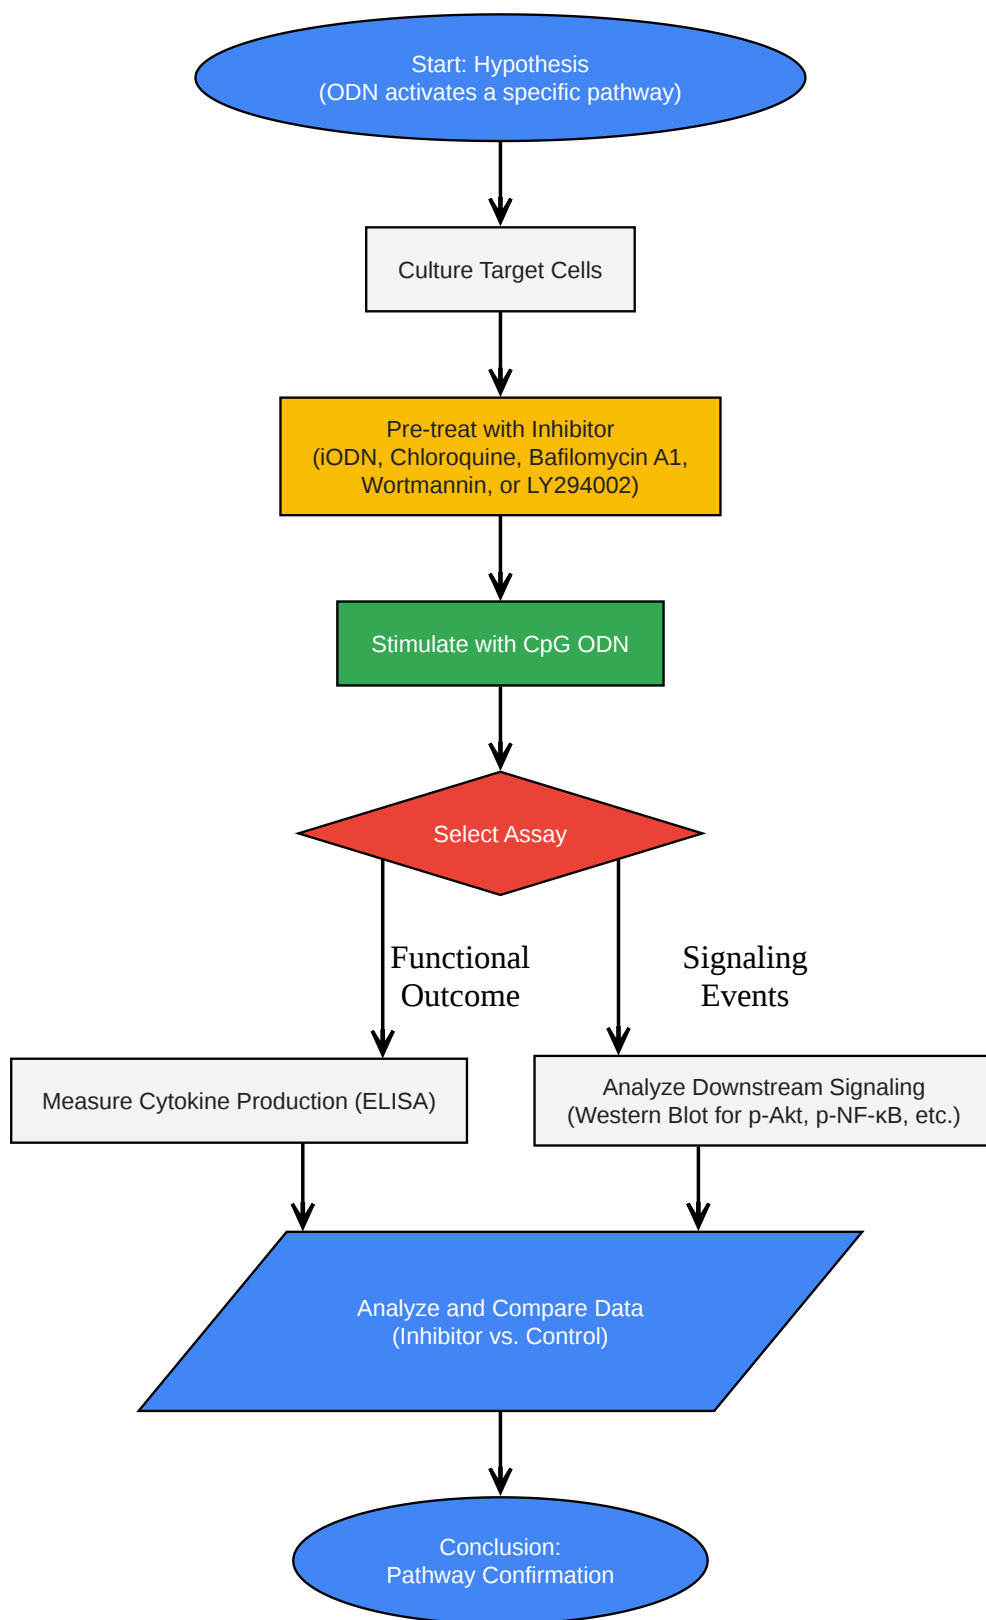 Start: Hypothesis
(ODN activates a specific pathway)
Culture Target Cells
Pre-treat with Inhibitor
(iODN, Chloroquine, Bafilomycin A1,
Wortmannin, or LY294002)
Stimulate with CpG ODN
Select Assay
Functional
Outcome
Signaling
Events
Measure Cytokine Production (ELISA)
Analyze Downstream Signaling
(Western Blot for p-Akt, p-NF-κB, etc.)
Analyze and Compare Data
(Inhibitor vs. Control)
Conclusion:
Pathway Confirmation